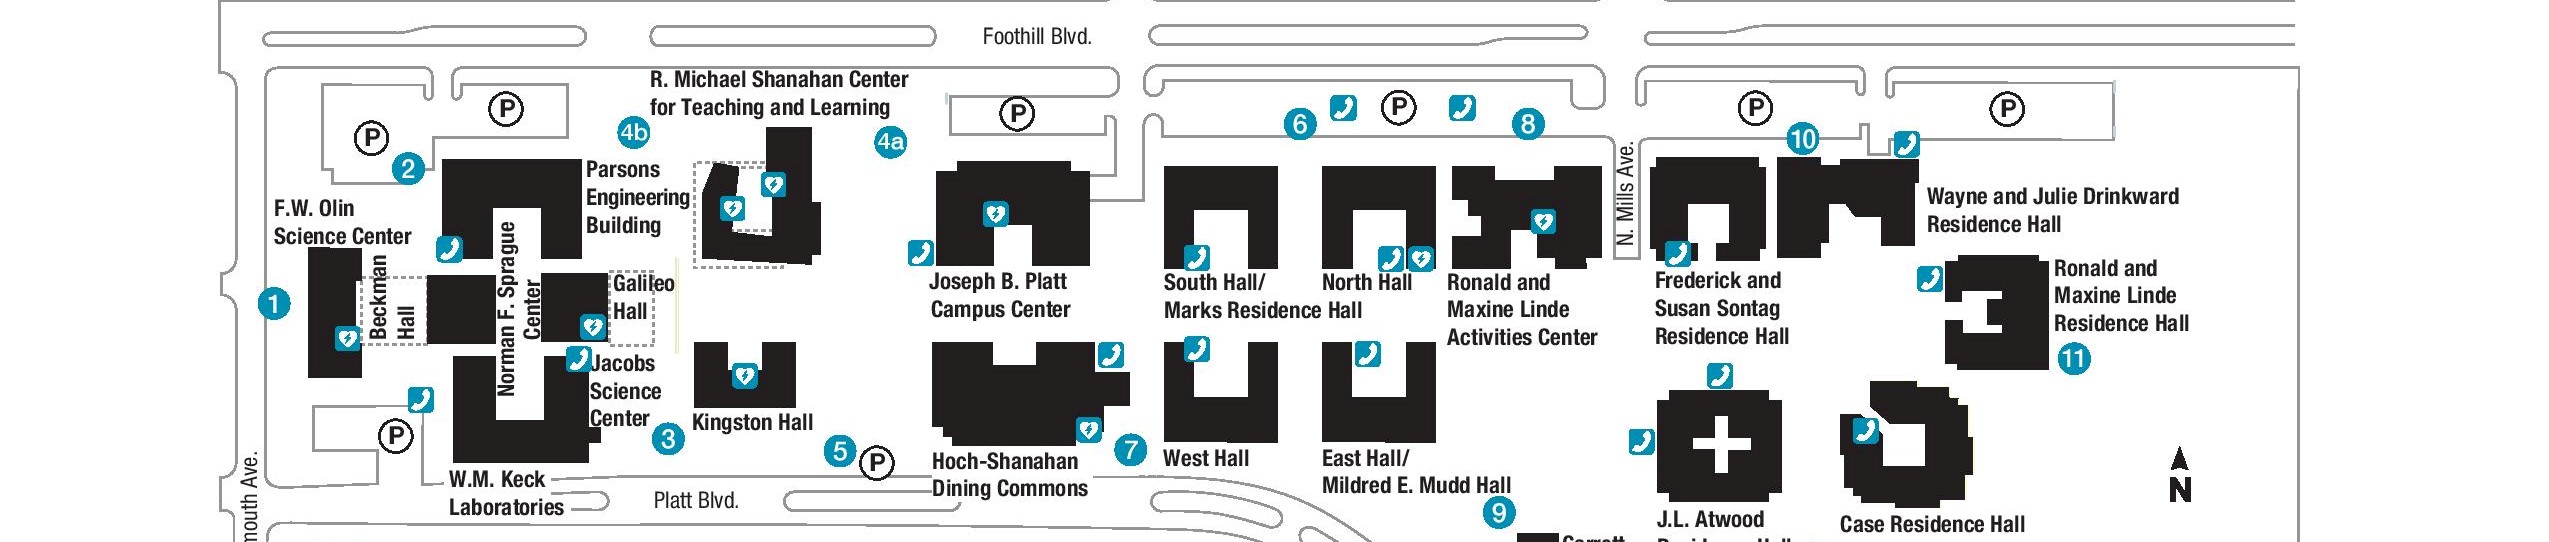 Foothill Blvd.
R. Michael Shanahan Center
for Teaching and Learning
P
P
P
P
P
P
4b
4a
6
8
10
2
Parsons
Engineering
Building
F.W. Olin
Science Center
N. Mills Ave.
Wayne and Julie Drinkward
Residence Hall
1
Beckman
Hall
Norman F. Sprague
Center
Galileo
Hall
Joseph B. Platt
Campus Center
South Hall/
Marks Residence Hall
North Hall
Ronald and
Maxine Linde
Activities Center
Frederick and
Susan Sontag
Residence Hall
Ronald and
Maxine Linde
Residence Hall
11
Jacobs
Science
Center
Kingston Hall
3
5
P
P
7
Hoch-Shanahan
Dining Commons
West Hall
East Hall/
Mildred E. Mudd Hall
9
W.M. Keck
Laboratories
Platt Blvd.
mouth Ave.
J.L. Atwood
Case Residence Hall
N